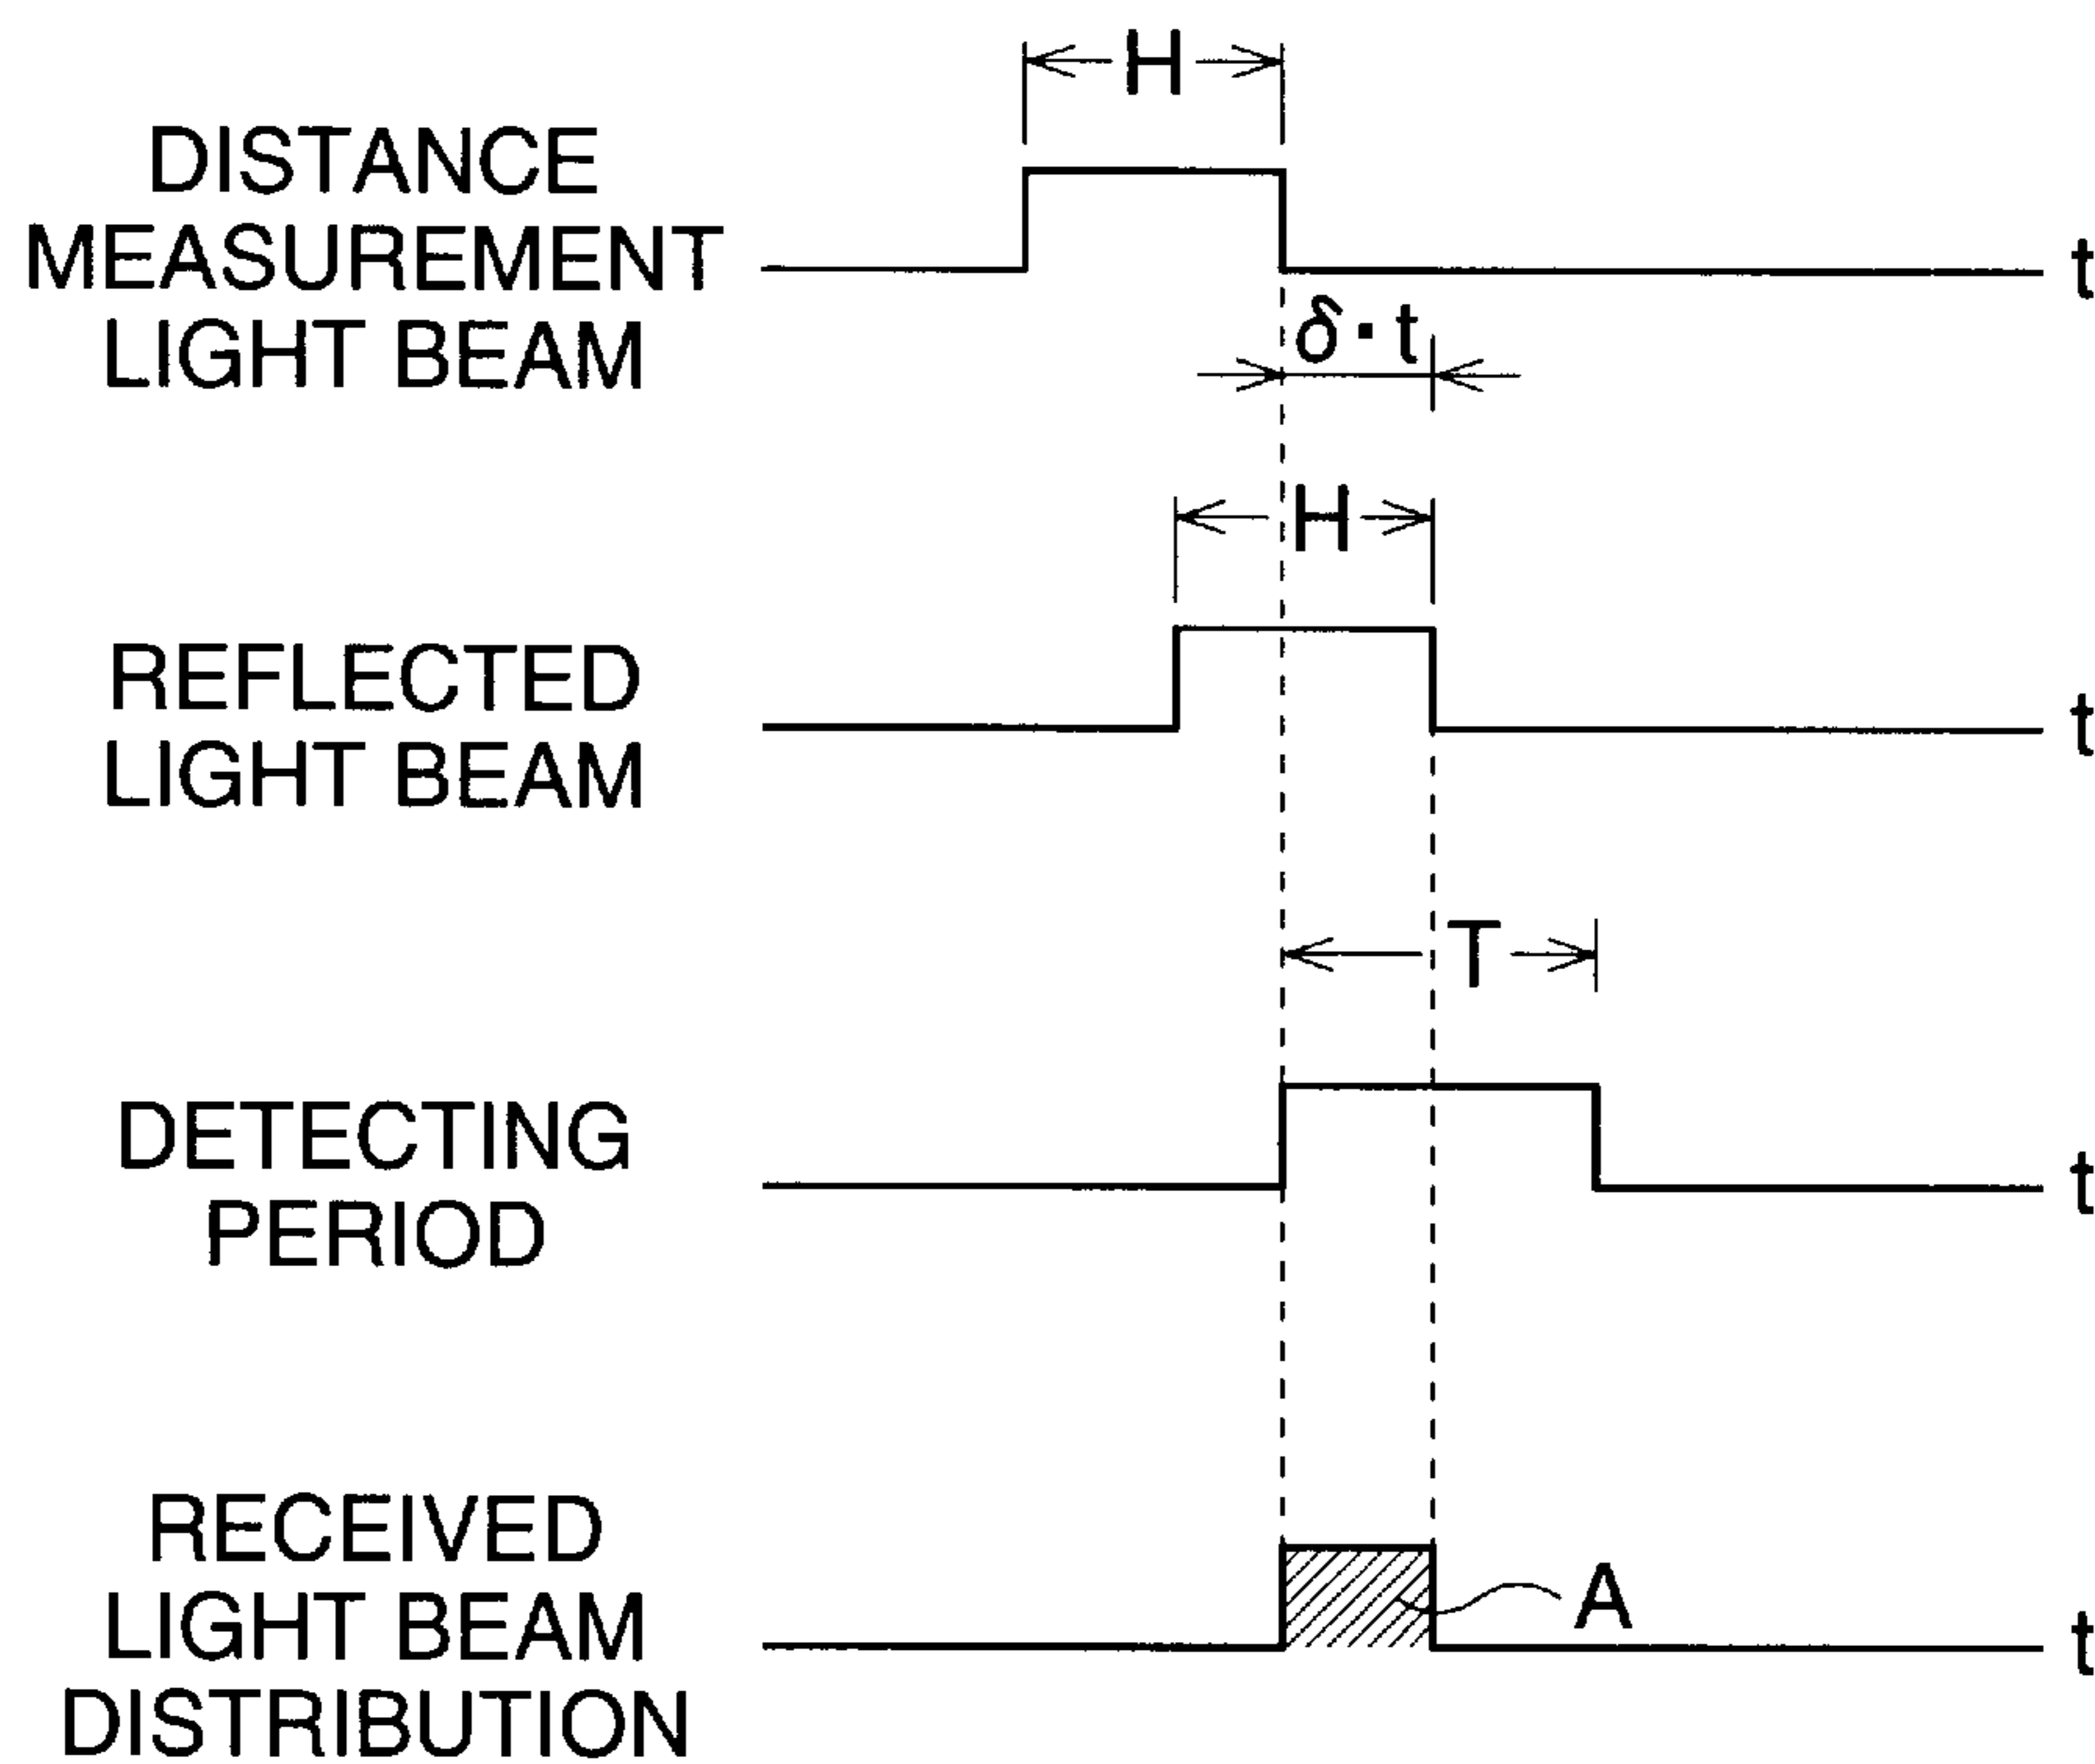 H
DISTANCE
MEASUREMENT
LIGHT BEAM
t
δ·t
H
REFLECTED
LIGHT BEAM
t
T
DETECTING
PERIOD
t
RECEIVED
LIGHT BEAM
DISTRIBUTION
A
t